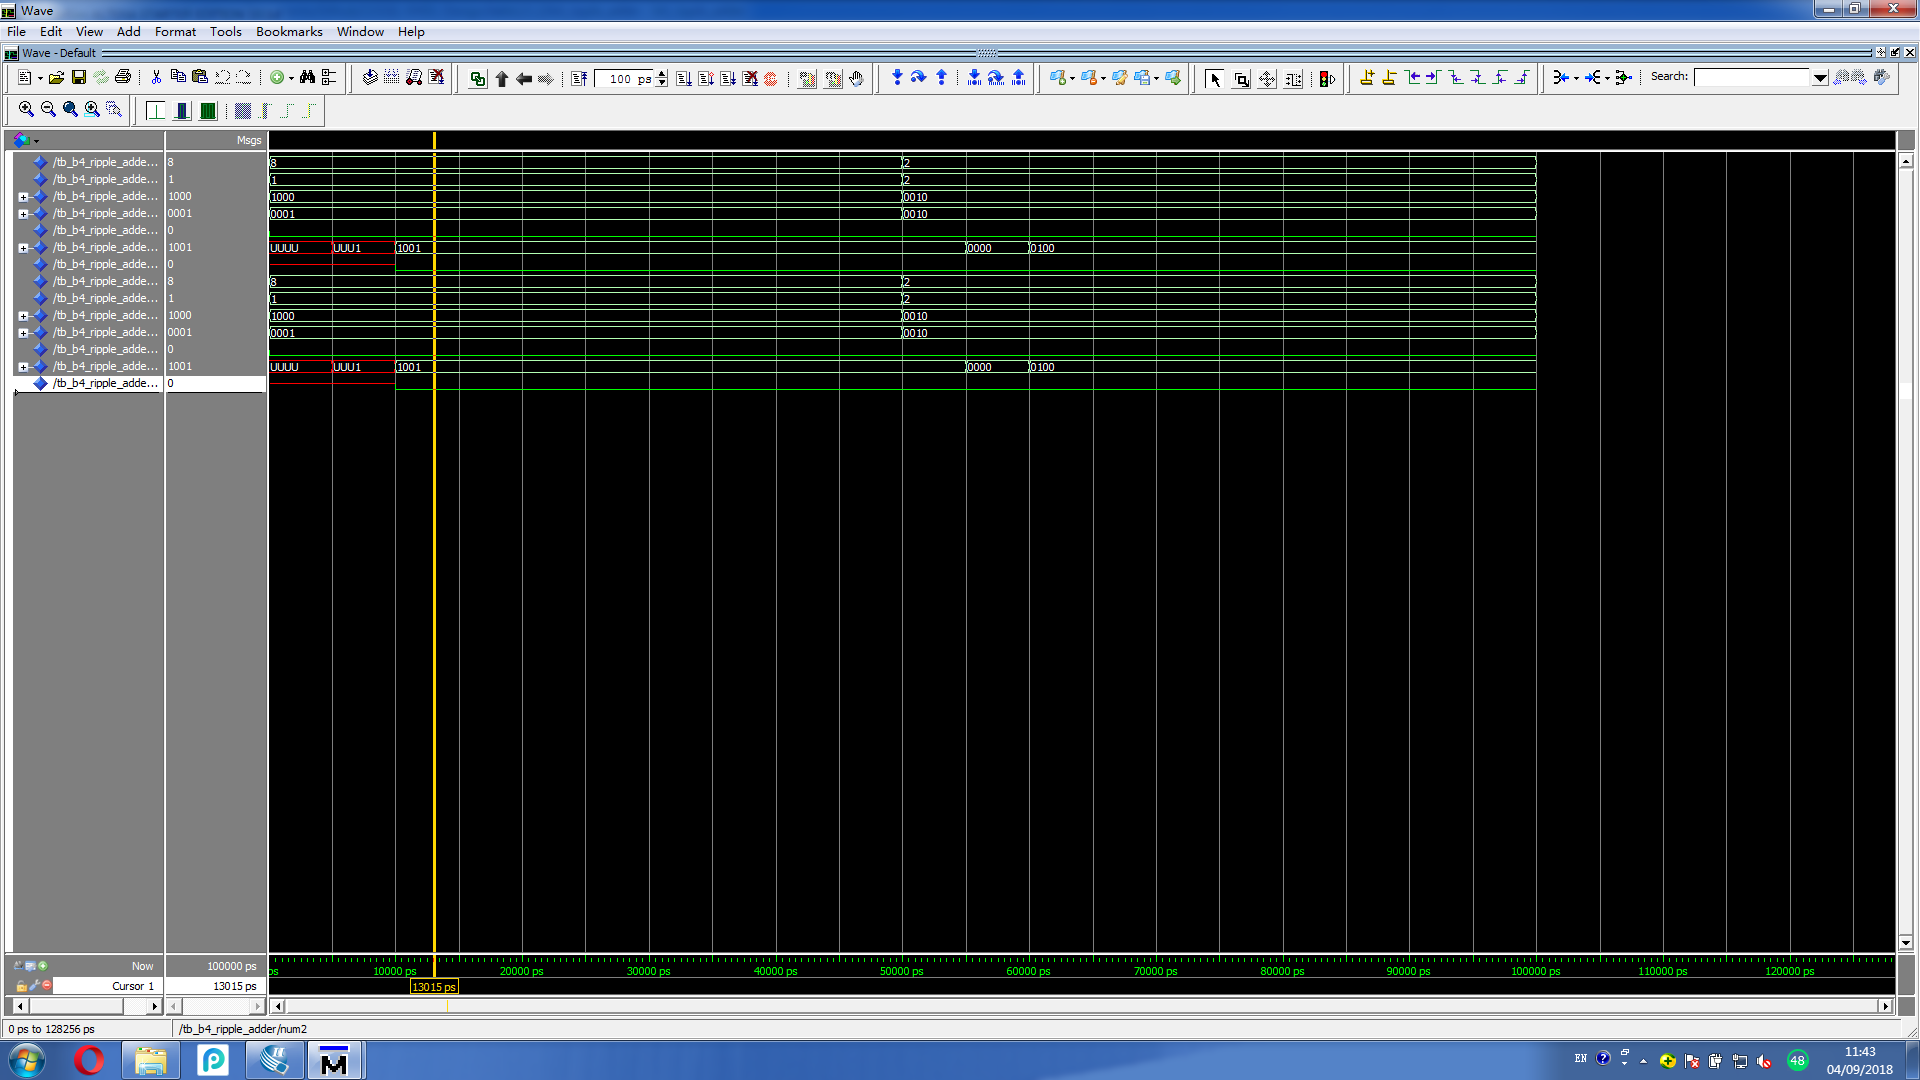 Wave
File Edit View Add Format Tools Bookmarks Window Help
Wave - Default
100 ps
Search:
Msgs
/tb_b4_ripple_adde... 8 8 2
/tb_b4_ripple_adde... 1 1 2
/tb_b4_ripple_adde... 1000 1000 0010
/tb_b4_ripple_adde... 0001 0001 0010
/tb_b4_ripple_adde... 0
/tb_b4_ripple_adde... 1001 UUUU UUU1 1001 0000 0100
/tb_b4_ripple_adde... 0
/tb_b4_ripple_adde... 8 8 2
/tb_b4_ripple_adde... 1 1 2
/tb_b4_ripple_adde... 1000 1000 0010
/tb_b4_ripple_adde... 0001 0001 0010
/tb_b4_ripple_adde... 0
/tb_b4_ripple_adde... 1001 UUUU UUU1 1001 0000 0100
/tb_b4_ripple_adde... 0
Now 100000 ps ps 10000 ps 20000 ps 30000 ps 40000 ps 50000 ps 60000 ps 70000 ps 80000 ps 90000 ps 100000 ps 110000 ps 120000 ps
Cursor 1 13015 ps 13015 ps
0 ps to 128256 ps /tb_b4_ripple_adder/num2
EN 48 11:43
04/09/2018